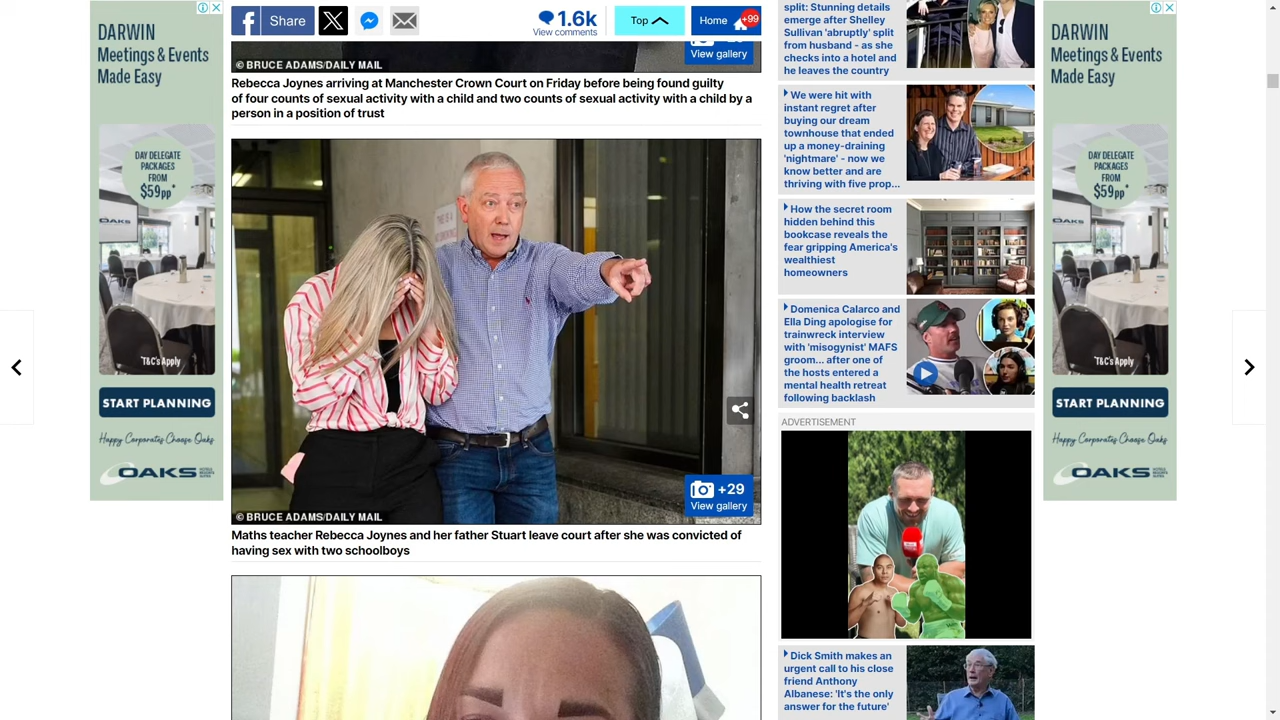 DARWIN
Meetings & Events
Made Easy
DAY DELEGATE
PACKAGES
FROM
$59pp*
OAKS
*T&C's Apply
START PLANNING
Happy Corporates Choose Oaks
OAKS
Share
1.6k
View comments
Top
Home
+99
View gallery
© BRUCE ADAMS/DAILY MAIL
Rebecca Joynes arriving at Manchester Crown Court on Friday before being found guilty
of four counts of sexual activity with a child and two counts of sexual activity with a child by a
person in a position of trust
+29
View gallery
© BRUCE ADAMS/DAILY MAIL
Maths teacher Rebecca Joynes and her father Stuart leave court after she was convicted of
having sex with two schoolboys
split: Stunning details
emerge after Shelley
Sullivan 'abruptly' split
from husband - as she
checks into a hotel and
he leaves the country
We were hit with
instant regret after
buying our dream
townhouse that ended
up a money-draining
'nightmare' - now we
know better and are
thriving with five prop...
How the secret room
hidden behind this
bookcase reveals the
fear gripping America's
wealthiest
homeowners
Domenica Calarco and
Ella Ding apologise for
trainwreck interview
with 'misogynist' MAFS
groom... after one of
the hosts entered a
mental health retreat
following backlash
ADVERTISEMENT
Dick Smith makes an
urgent call to his close
friend Anthony
Albanese: 'It's the only
answer for the future'
DARWIN
Meetings & Events
Made Easy
DAY DELEGATE
PACKAGES
FROM
$59pp*
OAKS
*T&C's Apply
START PLANNING
Happy Corporates Choose Oaks
OAKS